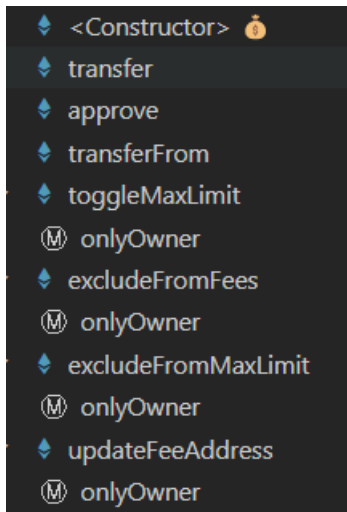 <Constructor> 💰
transfer
approve
transferFrom
toggleMaxLimit
Ⓜ onlyOwner
excludeFromFees
Ⓜ onlyOwner
excludeFromMaxLimit
Ⓜ onlyOwner
updateFeeAddress
Ⓜ onlyOwner